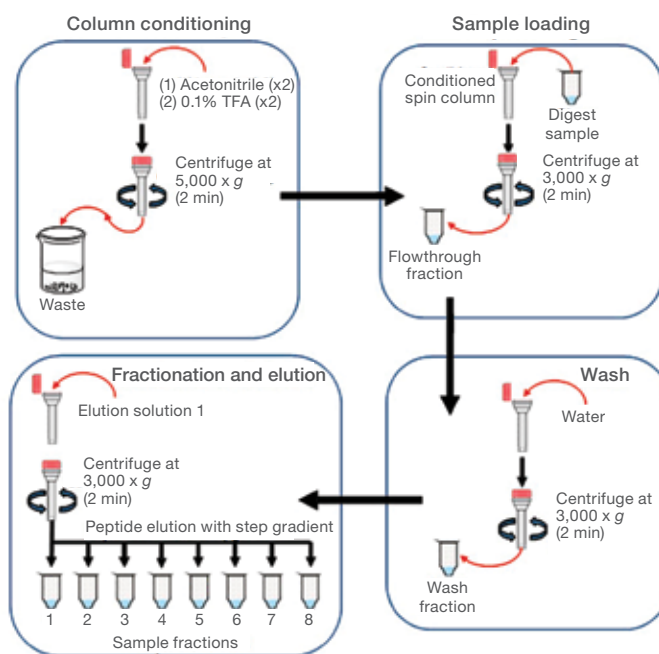 Column conditioning
(1) Acetonitrile (x2)
(2) 0.1% TFA (x2)
Centrifuge at
5,000 x g
(2 min)
Waste
Sample loading
Conditioned
spin column
Digest
sample
Centrifuge at
3,000 x g
(2 min)
Flowthrough
fraction
Wash
Water
Centrifuge at
3,000 x g
(2 min)
Wash
fraction
Fractionation and elution
Elution solution 1
Centrifuge at
3,000 x g
(2 min)
Peptide elution with step gradient
1 2 3 4 5 6 7 8
Sample fractions